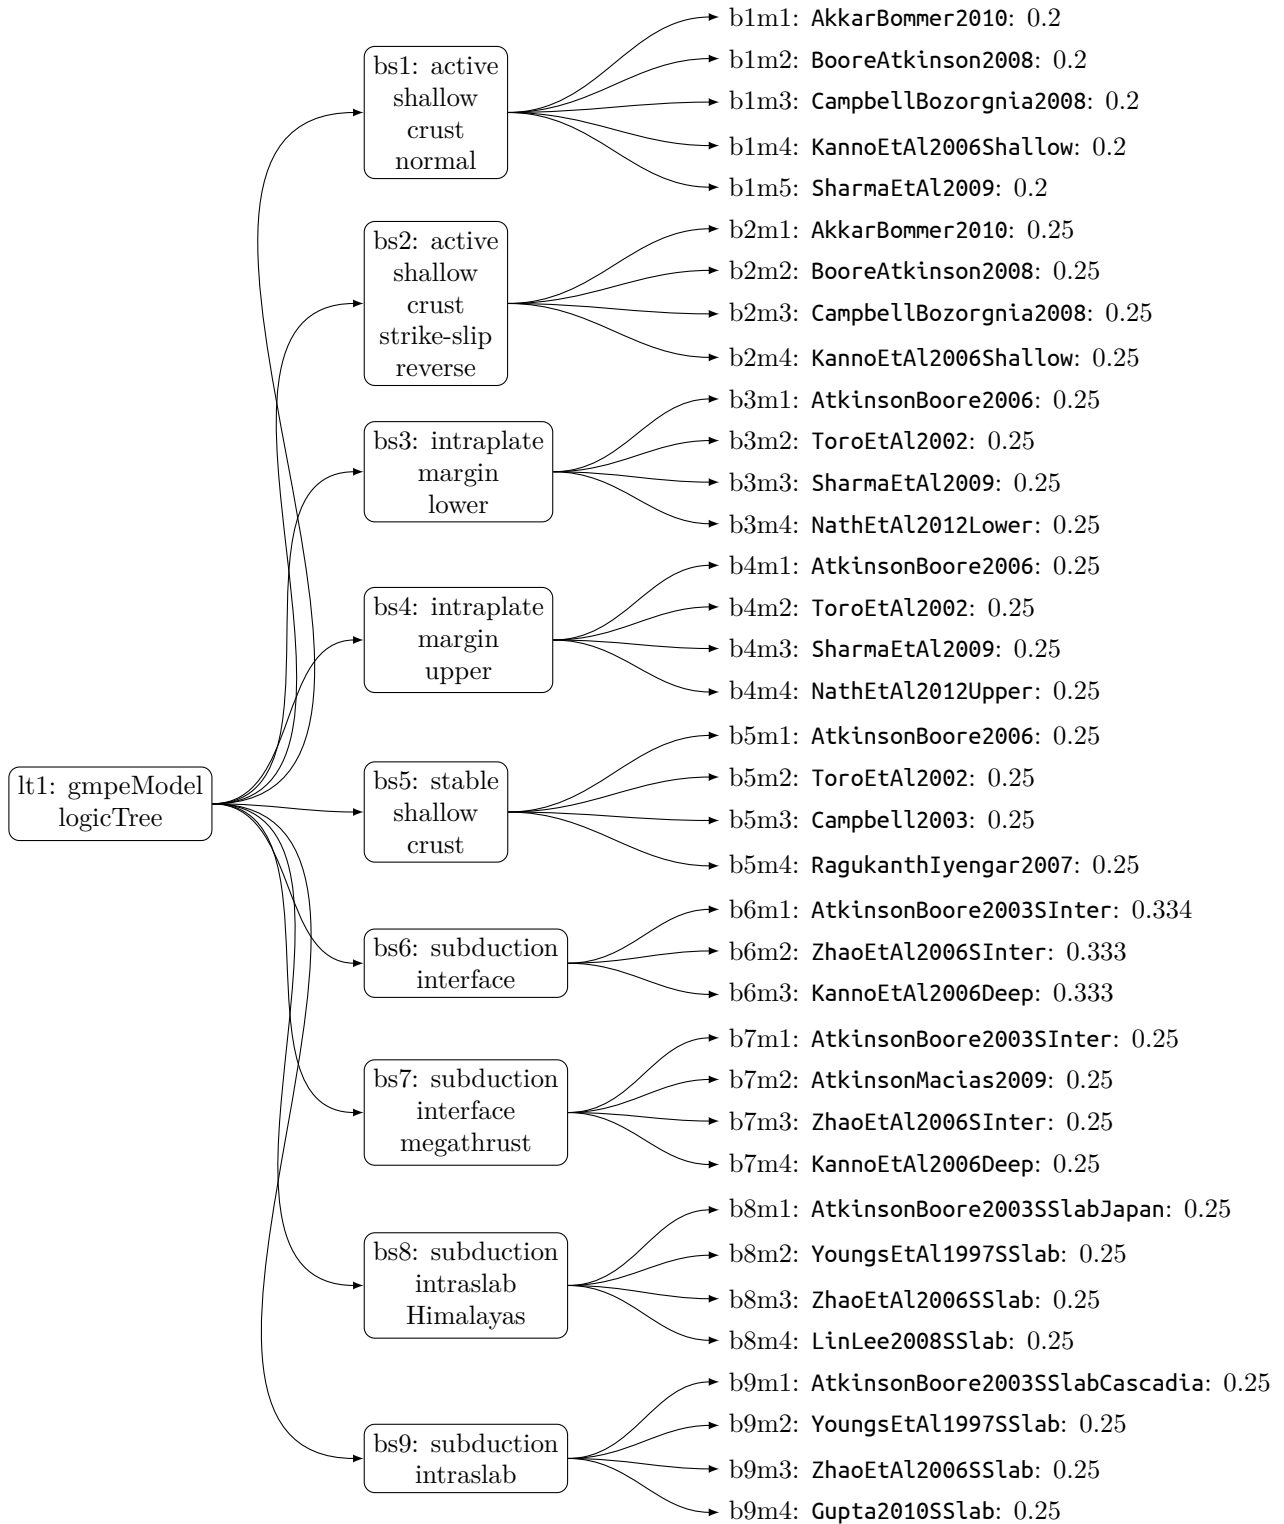 lt1: gmpeModel
logicTree
bs1: active
shallow
crust
normal
b1m1: AkkarBommer2010: 0.2
b1m2: BooreAtkinson2008: 0.2
b1m3: CampbellBozorgnia2008: 0.2
b1m4: KannoEtAl2006Shallow: 0.2
b1m5: SharmaEtAl2009: 0.2
bs2: active
shallow
crust
strike-slip
reverse
b2m1: AkkarBommer2010: 0.25
b2m2: BooreAtkinson2008: 0.25
b2m3: CampbellBozorgnia2008: 0.25
b2m4: KannoEtAl2006Shallow: 0.25
bs3: intraplate
margin
lower
b3m1: AtkinsonBoore2006: 0.25
b3m2: ToroEtAl2002: 0.25
b3m3: SharmaEtAl2009: 0.25
b3m4: NathEtAl2012Lower: 0.25
bs4: intraplate
margin
upper
b4m1: AtkinsonBoore2006: 0.25
b4m2: ToroEtAl2002: 0.25
b4m3: SharmaEtAl2009: 0.25
b4m4: NathEtAl2012Upper: 0.25
bs5: stable
shallow
crust
b5m1: AtkinsonBoore2006: 0.25
b5m2: ToroEtAl2002: 0.25
b5m3: Campbell2003: 0.25
b5m4: RagukanthIyengar2007: 0.25
bs6: subduction
interface
b6m1: AtkinsonBoore2003SInter: 0.334
b6m2: ZhaoEtAl2006SInter: 0.333
b6m3: KannoEtAl2006Deep: 0.333
bs7: subduction
interface
megathrust
b7m1: AtkinsonBoore2003SInter: 0.25
b7m2: AtkinsonMacias2009: 0.25
b7m3: ZhaoEtAl2006SInter: 0.25
b7m4: KannoEtAl2006Deep: 0.25
bs8: subduction
intraslab
Himalayas
b8m1: AtkinsonBoore2003SSlabJapan: 0.25
b8m2: YoungsEtAl1997SSlab: 0.25
b8m3: ZhaoEtAl2006SSlab: 0.25
b8m4: LinLee2008SSlab: 0.25
bs9: subduction
intraslab
b9m1: AtkinsonBoore2003SSlabCascadia: 0.25
b9m2: YoungsEtAl1997SSlab: 0.25
b9m3: ZhaoEtAl2006SSlab: 0.25
b9m4: Gupta2010SSlab: 0.25